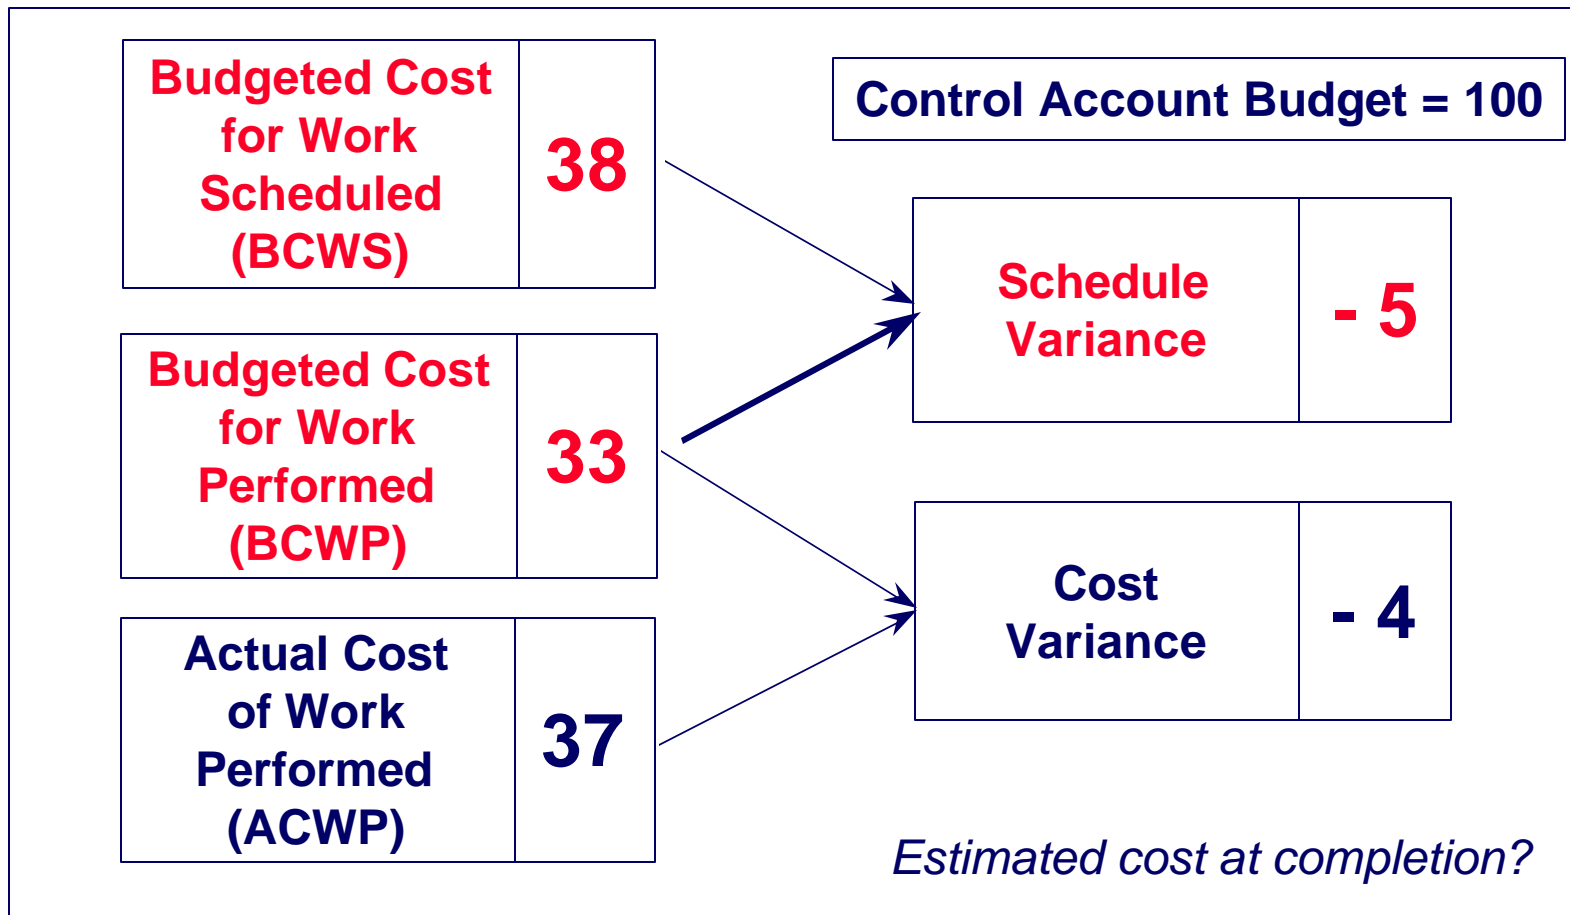 Budgeted Cost
for Work
Scheduled
(BCWS)
38
Control Account Budget = 100
Schedule
Variance
- 5
Budgeted Cost
for Work
Performed
(BCWP)
33
Cost
Variance
- 4
Actual Cost
of Work
Performed
(ACWP)
37
Estimated cost at completion?